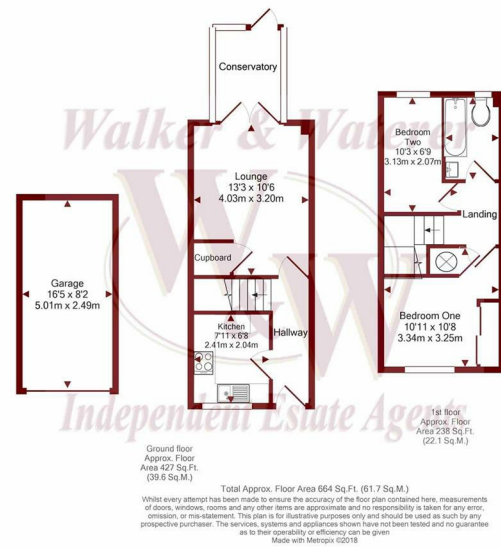 Conservatory
Walker & Waterer
Bedroom
Two
10'3 x 6'9
3.13m x 2.07m
Lounge
13'3 x 10'6
4.03m x 3.20m
Landing
Cupboard
Garage
16'5 x 8'2
5.01m x 2.49m
W&W
Kitchen
7'11 x 6'8
2.41m x 2.04m
Hallway
Bedroom One
10'11 x 10'8
3.34m x 3.25m
Independent Estate Agents
1st floor
Approx. Floor
Area 238 Sq.Ft.
(22.1 Sq.M.)
Ground floor
Approx. Floor
Area 427 Sq.Ft.
(39.6 Sq.M.)
Total Approx. Floor Area 664 Sq.Ft. (61.7 Sq.M.)
Whilst every attempt has been made to ensure the accuracy of the floor plan contained here, measurements
of doors, windows, rooms and any other items are approximate and no responsibility is taken for any error,
omission, or mis-statement. This plan is for illustrative purposes only and should be used as such by any
prospective purchaser. The services, systems and appliances shown have not been tested and no guarantee
as to their operability or efficiency can be given
Made with Metropix ©2018